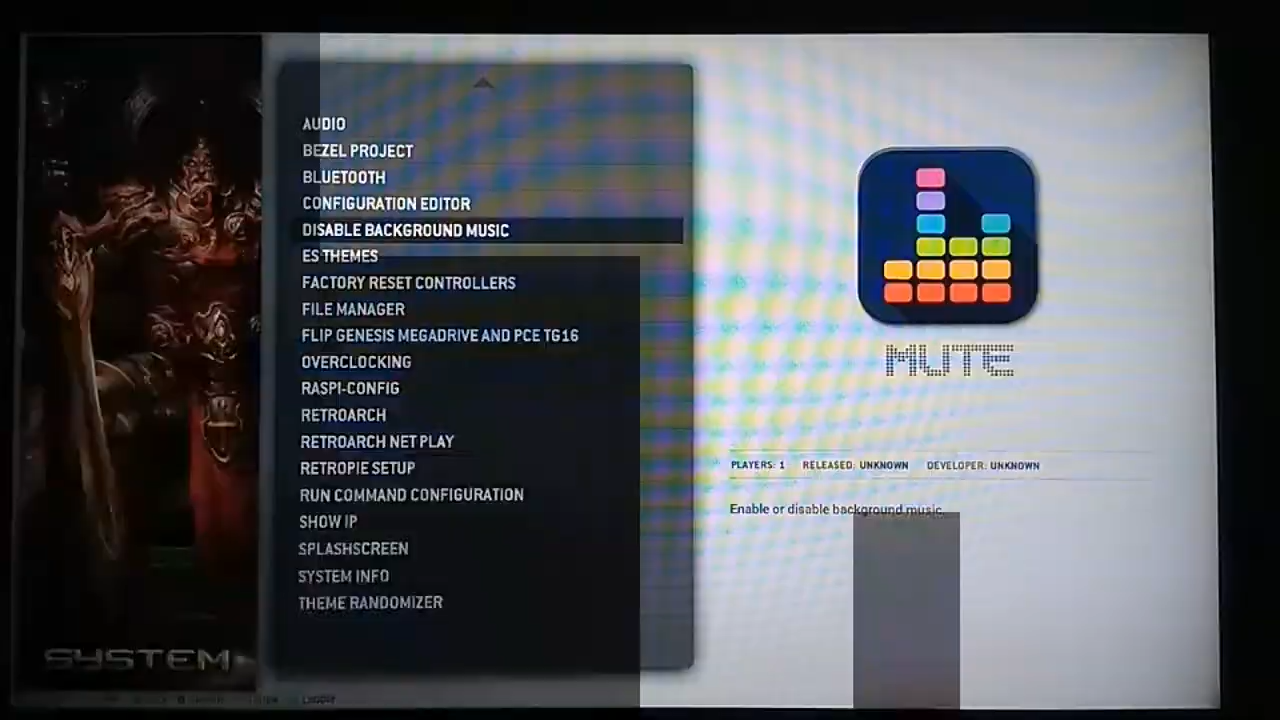 AUDIO
BEZEL PROJECT
BLUETOOTH
CONFIGURATION EDITOR
DISABLE BACKGROUND MUSIC
ES THEMES
FACTORY RESET CONTROLLERS
FILE MANAGER
FLIP GENESIS MEGADRIVE AND PCE TG16
OVERCLOCKING
RASPI-CONFIG
RETROARCH
RETROARCH NET PLAY
RETROPIE SETUP
RUN COMMAND CONFIGURATION
SHOW IP
SPLASHSCREEN
SYSTEM INFO
THEME RANDOMIZER
SYSTEM
MUTE
PLAYERS: 1 RELEASED: UNKNOWN DEVELOPER: UNKNOWN
Enable or disable background music.